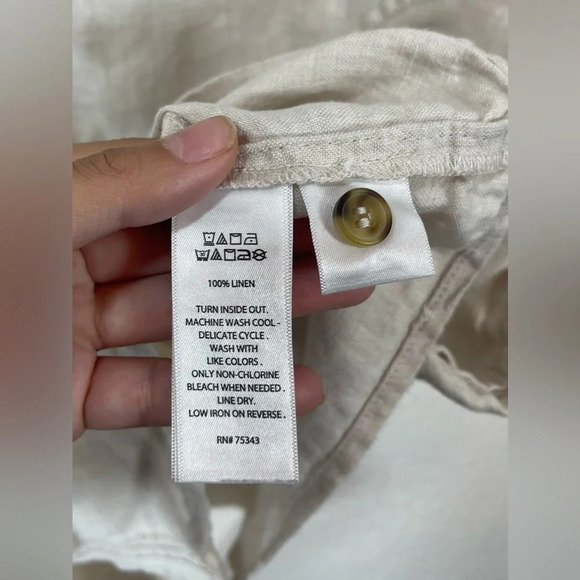 100% LINEN
TURN INSIDE OUT.
MACHINE WASH COOL -
DELICATE CYCLE .
WASH WITH
LIKE COLORS .
ONLY NON-CHLORINE
BLEACH WHEN NEEDED .
LINE DRY.
LOW IRON ON REVERSE .
RN# 75343